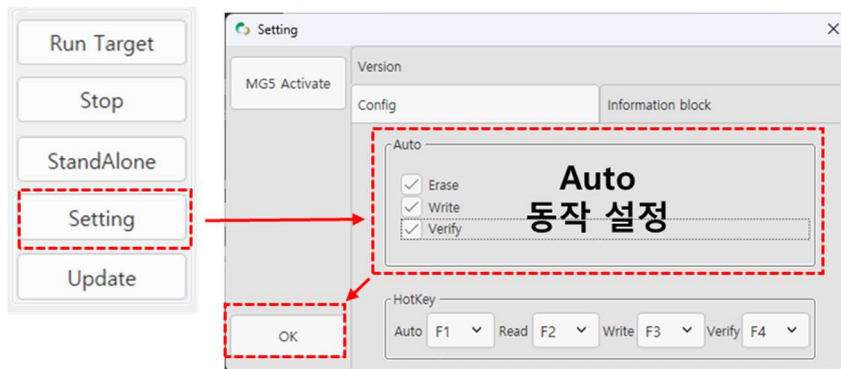 Run Target
Stop
StandAlone
Setting
Update
Setting
MG5 Activate
Version
Config
Information block
Auto
Erase
Write
Verify
Auto
동작 설정
OK
HotKey
Auto F1 Read F2 Write F3 Verify F4